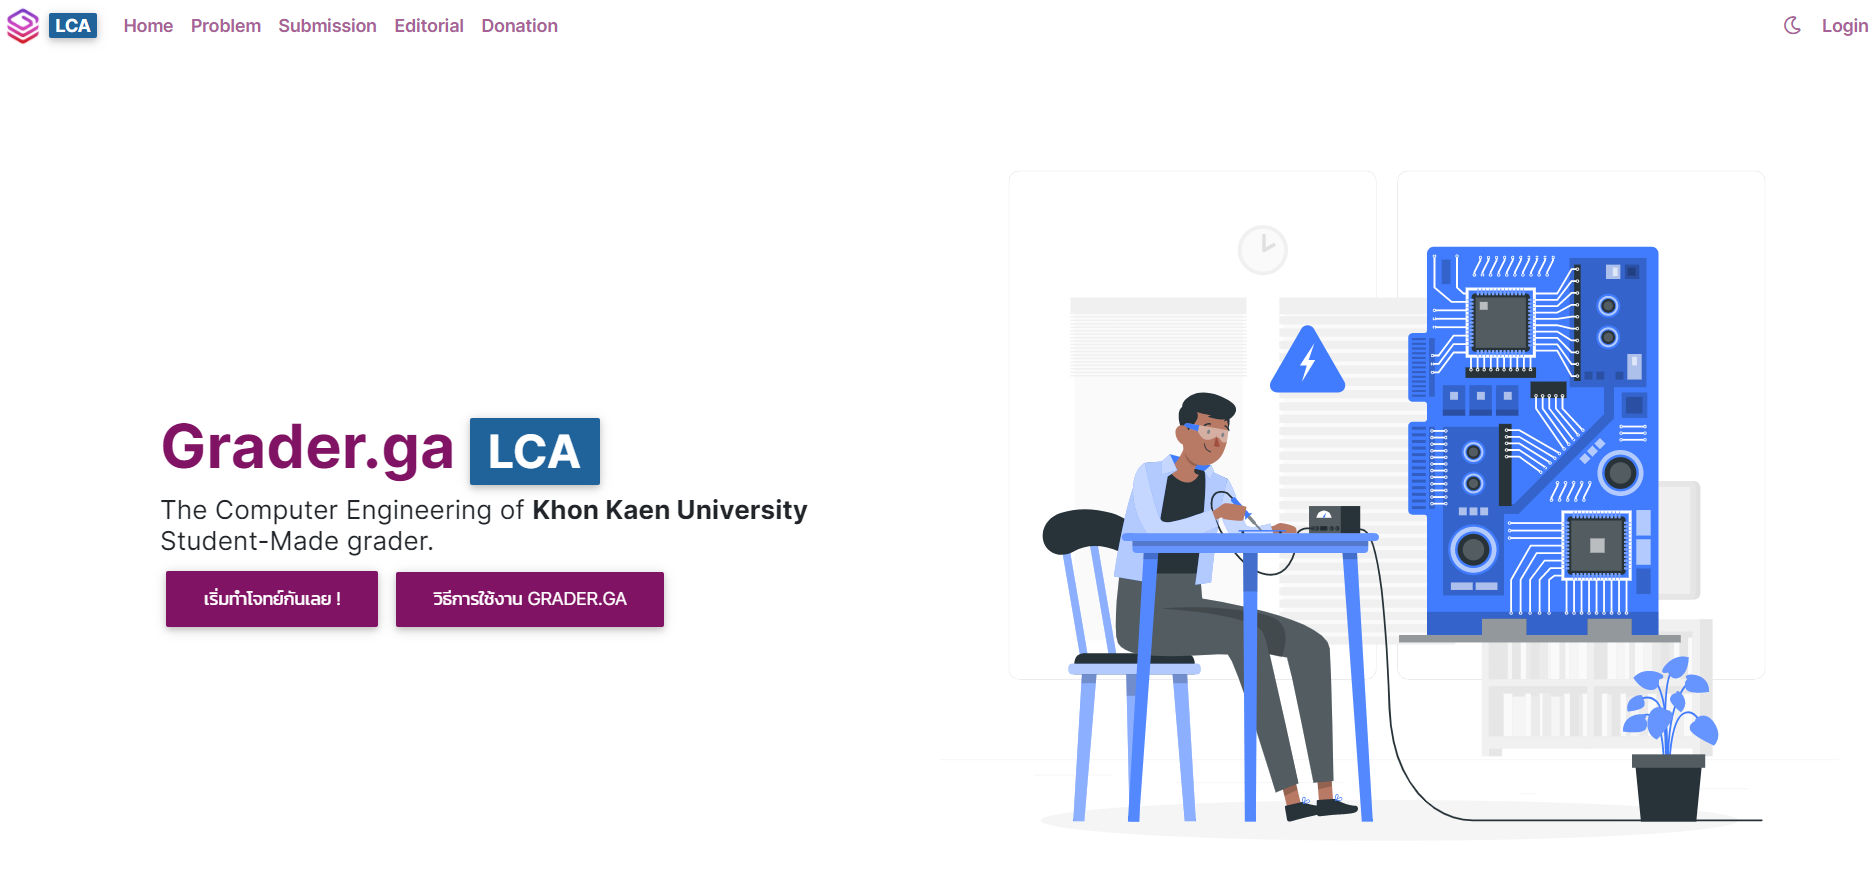 LCA Home Problem Submission Editorial Donation Login
Grader.ga LCA
The Computer Engineering of Khon Kaen University
Student-Made grader.
เริ่มทำโจทย์กันเลย ! วิธีการใช้งาน GRADER.GA